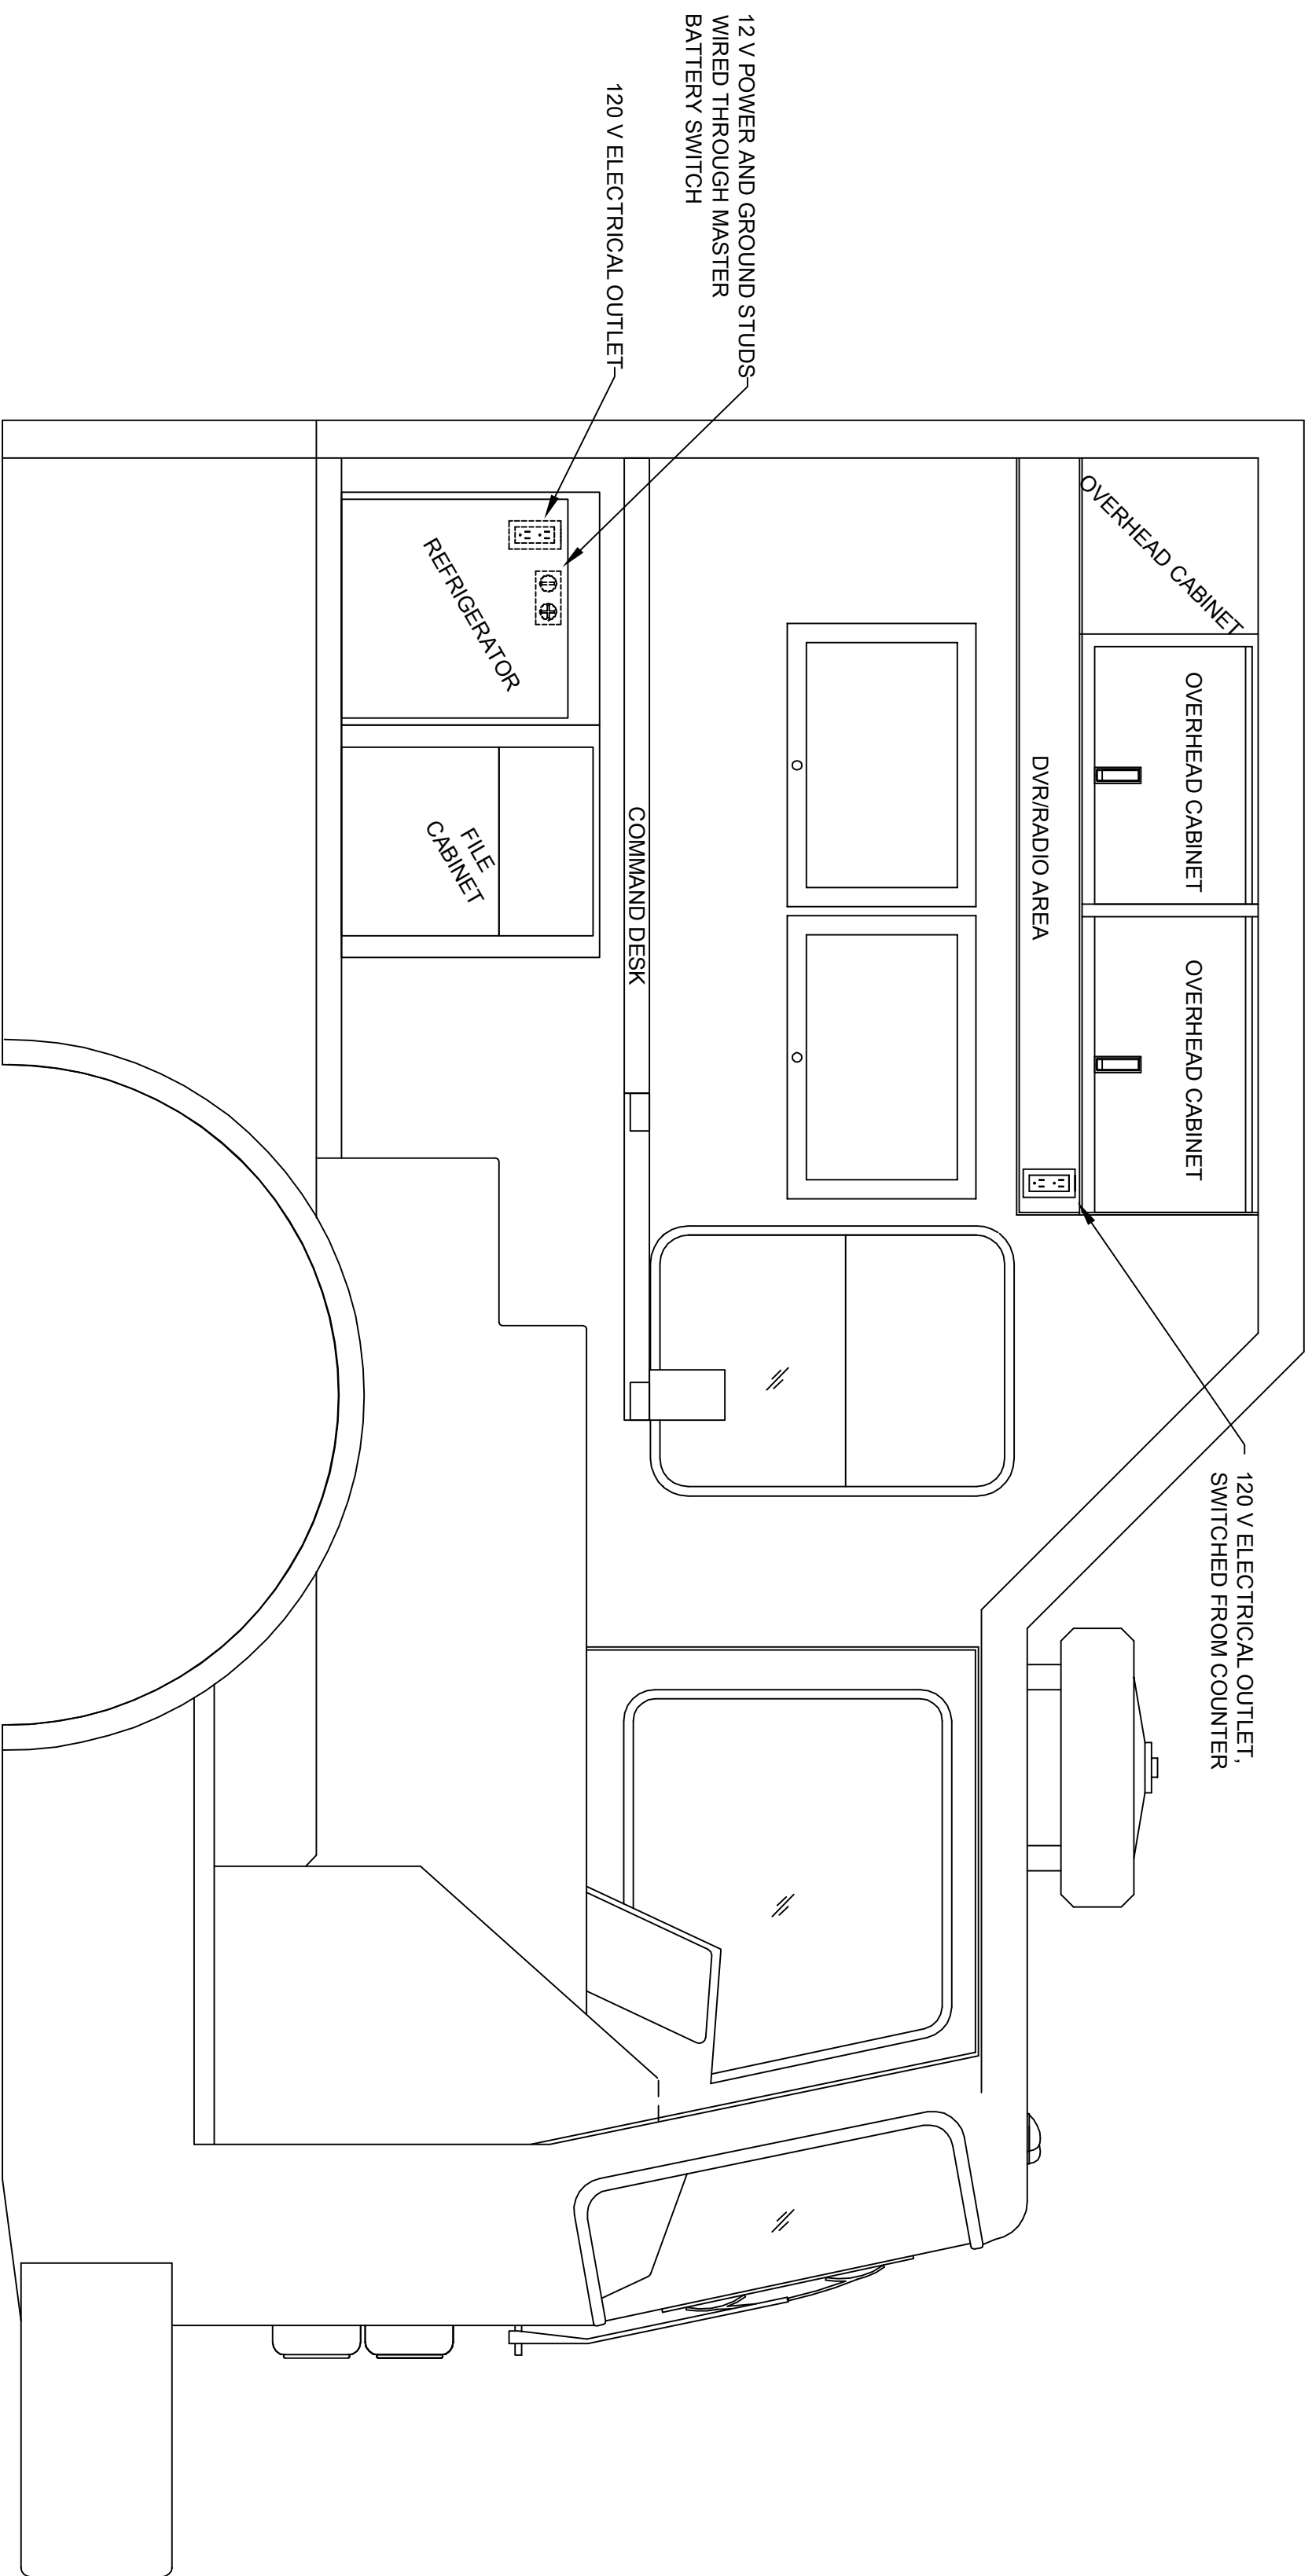 120 V ELECTRICAL OUTLET,
SWITCHED FROM COUNTER
OVERHEAD CABINET
OVERHEAD CABINET
OVERHEAD CABINET
DVR/RADIO AREA
12 V POWER AND GROUND STUDS
WIRED THROUGH MASTER
BATTERY SWITCH
COMMAND DESK
120 V ELECTRICAL OUTLET
REFRIGERATOR
FILE
CABINET